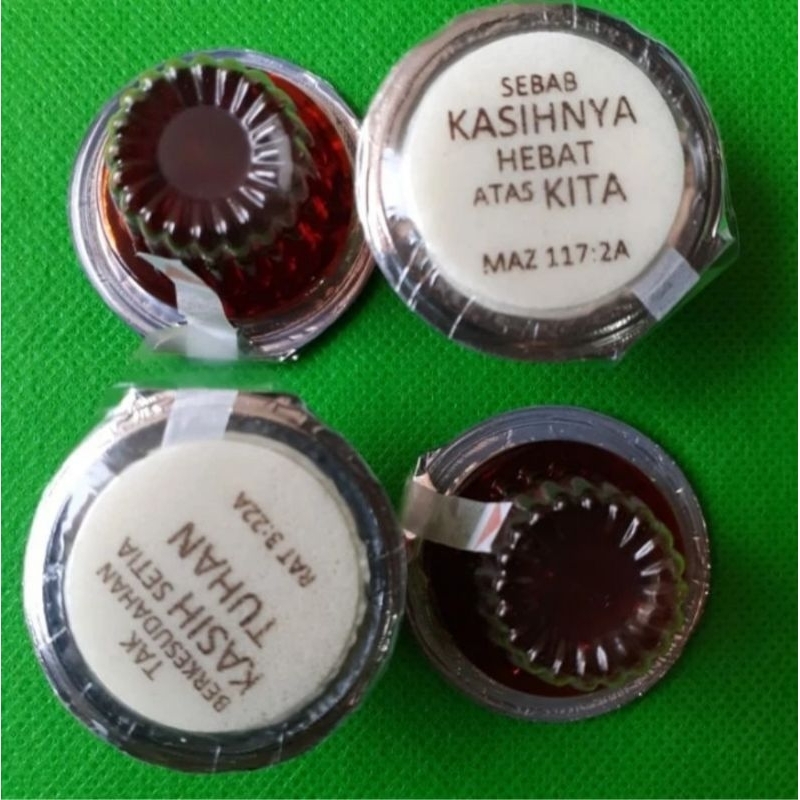 SEBAB
KASIHNYA
HEBAT
ATAS KITA
MAZ 117:2A
TAK
BERKESUDAHAN
KASIH SETIA
TUHAN
RAT 3:22A